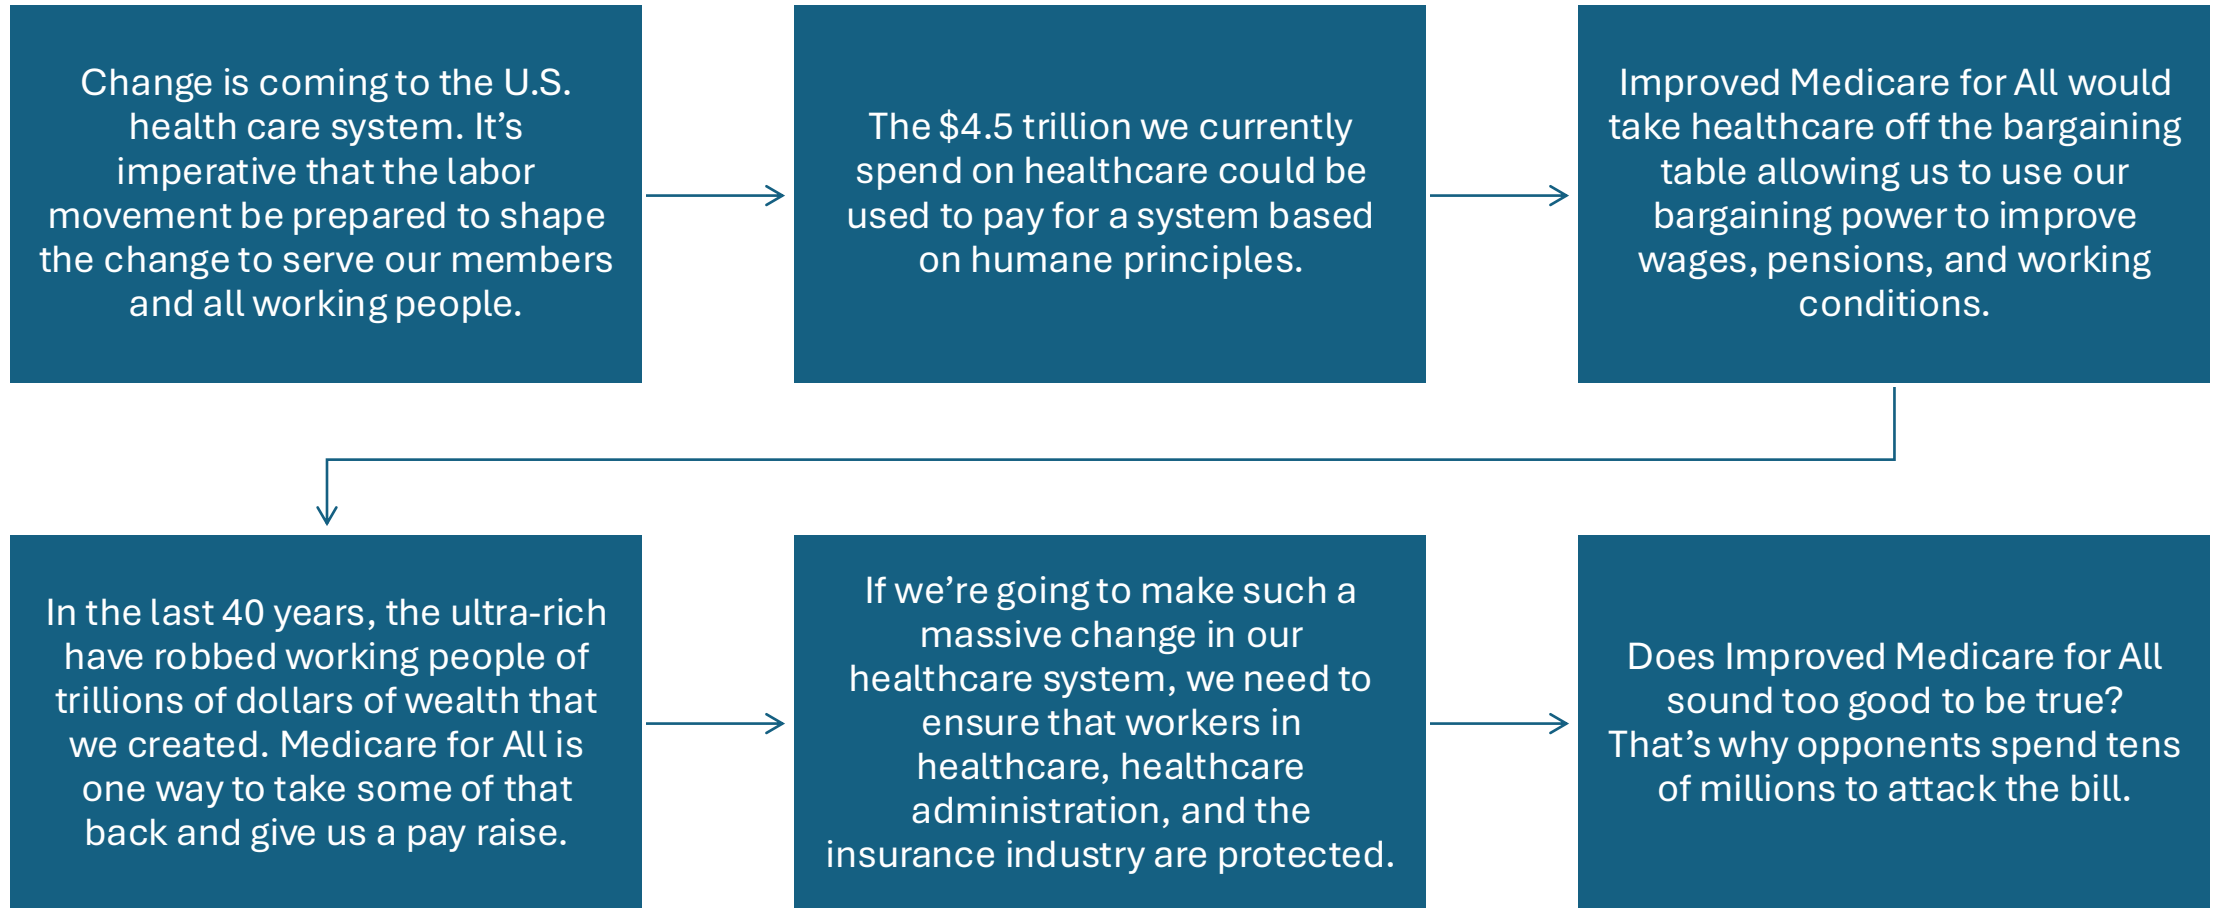 Change is coming to the U.S.
health care system. It’s
imperative that the labor
movement be prepared to shape
the change to serve our members
and all working people.
The $4.5 trillion we currently
spend on healthcare could be
used to pay for a system based
on humane principles.
Improved Medicare for All would
take healthcare off the bargaining
table allowing us to use our
bargaining power to improve
wages, pensions, and working
conditions.
In the last 40 years, the ultra-rich
have robbed working people of
trillions of dollars of wealth that
we created. Medicare for All is
one way to take some of that
back and give us a pay raise.
If we’re going to make such a
massive change in our
healthcare system, we need to
ensure that workers in
healthcare, healthcare
administration, and the
insurance industry are protected.
Does Improved Medicare for All
sound too good to be true?
That’s why opponents spend tens
of millions to attack the bill.